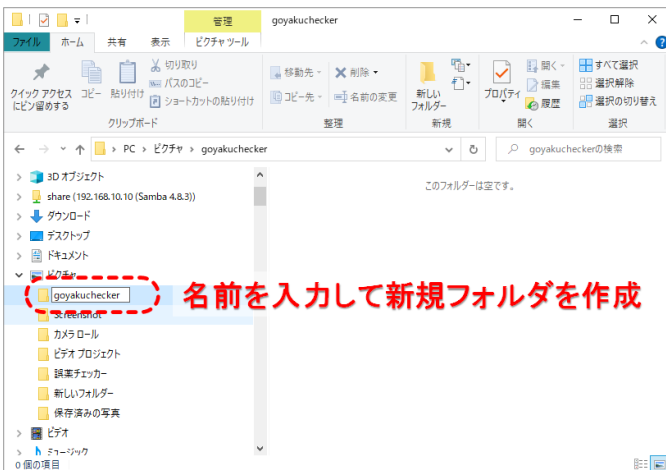 管理
goyakuchecker
ファイル ホーム 共有 表示 ピクチャ ツール
クイック アクセスにピン留めする
コピー
貼り付け
切り取り
パスのコピー
ショートカットの貼り付け
クリップボード
移動先
コピー先
削除
名前の変更
整理
新しいフォルダー
新規
プロパティ
開く
編集
履歴
開く
すべて選択
選択解除
選択の切り替え
選択
PC > ピクチャ > goyakuchecker
goyakucheckerの検索
3D オブジェクト
share (192.168.10.10 (Samba 4.8.3))
ダウンロード
デスクトップ
ドキュメント
ピクチャ
goyakuchecker
Screenshot
カメラ ロール
ビデオ プロジェクト
誤薬チェッカー
新しいフォルダー
保存済みの写真
ビデオ
ミュージック
このフォルダーは空です。
名前を入力して新規フォルダを作成
0 個の項目